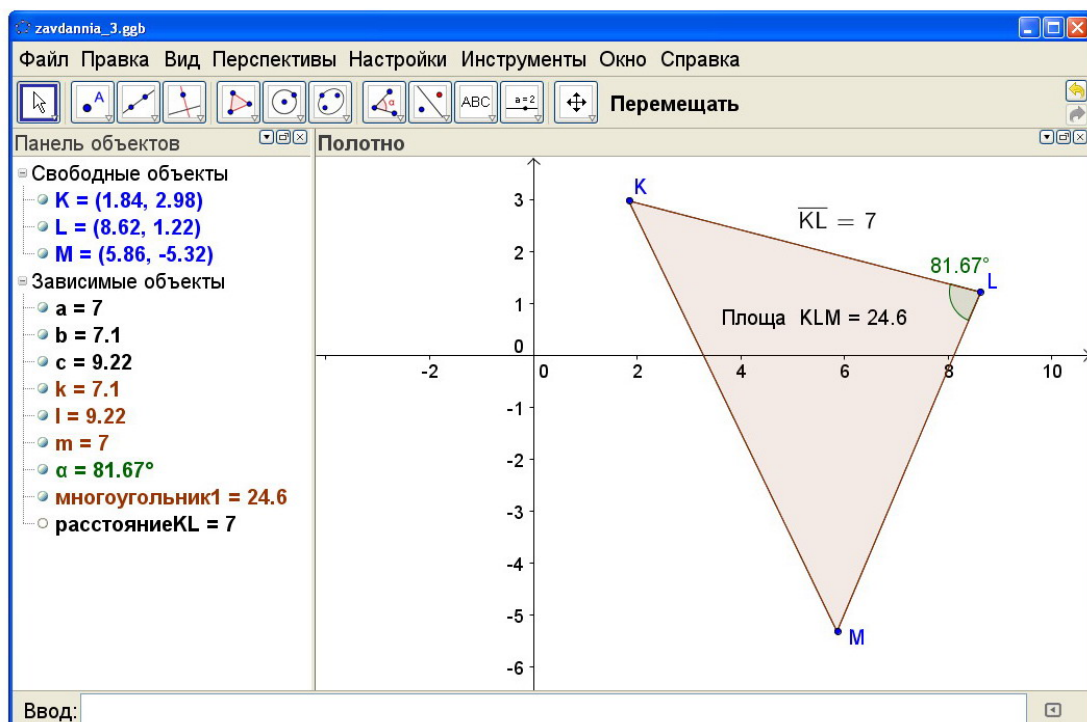 zavdannia_3.ggb
Файл Правка Вид Перспективы Настройки Инструменты Окно Справка
A α ABC a=2 Перемещать
Панель объектов
Свободные объекты
K = (1.84, 2.98)
L = (8.62, 1.22)
M = (5.86, -5.32)
Зависимые объекты
a = 7
b = 7.1
c = 9.22
k = 7.1
l = 9.22
m = 7
α = 81.67°
многоугольник1 = 24.6
расстояниеKL = 7
Полотно
K
3
KL = 7
2
81.67°
L
1
Площа KLM = 24.6
0
-2 0 2 4 6 8 10
-1
-2
-3
-4
-5
M
-6
Ввод: